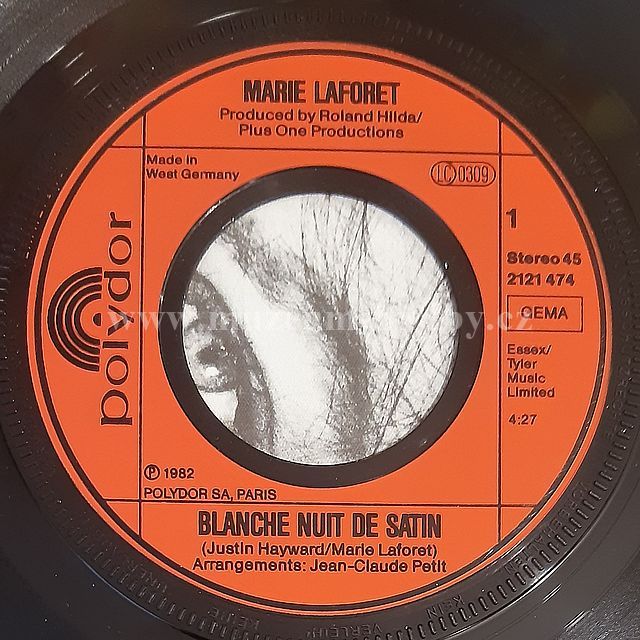 MARIE LAFORET
Produced by Roland Hilda/
Plus One Productions
Made in
West Germany
LC 0309
1
Stereo 45
2121 474
GEMA
Essex/
Tyler
Music
Limited
4:27
polydor
℗ 1982
POLYDOR SA, PARIS
BLANCHE NUIT DE SATIN
(Justin Hayward/Marie Laforet)
Arrangements: Jean-Claude Petit
KEIN
VERLEIH!